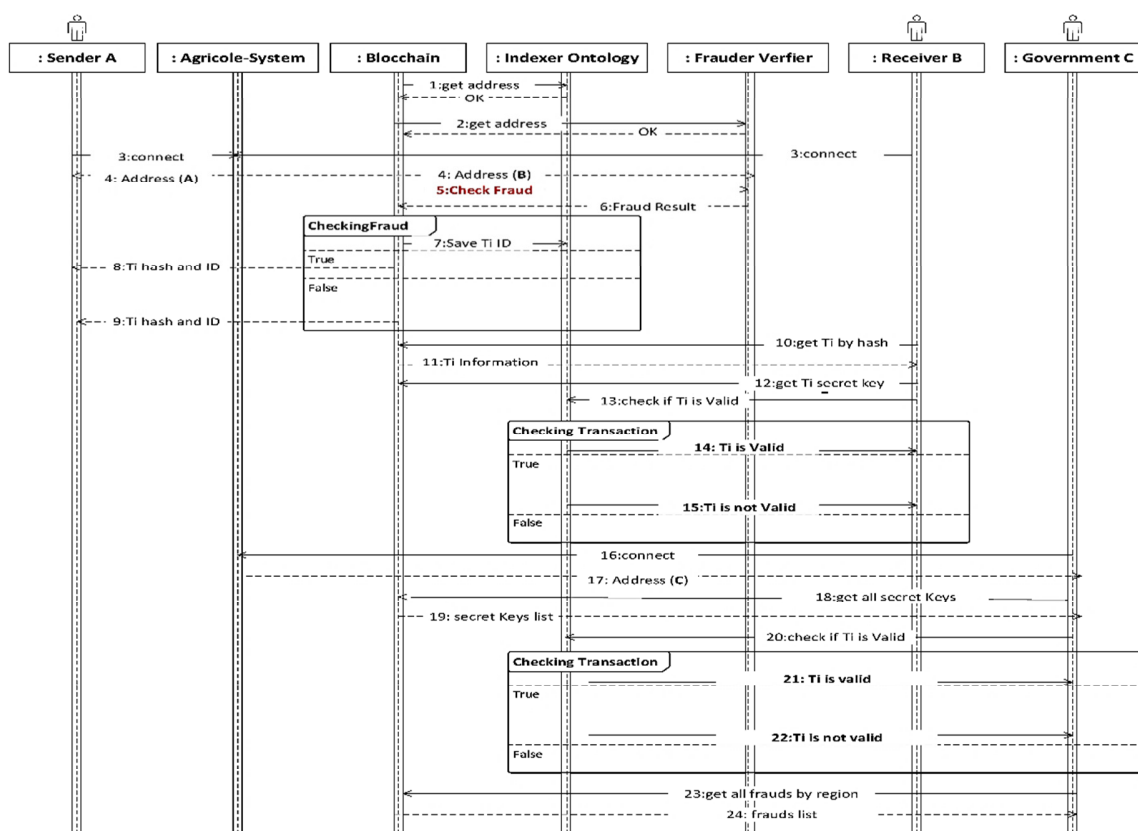 : Sender A
: Agricole-System
: Blocchain
: Indexer Ontology
: Frauder Verfier
: Receiver B
: Government C
1:get address
OK
2:get address
OK
3:connect
3:connect
4: Address (A)
4: Address (B)
5:Check Fraud
6:Fraud Result
CheckingFraud
7:Save Ti ID
True
8:Ti hash and ID
False
9:Ti hash and ID
10:get Ti by hash
11:Ti Information
12:get Ti secret key
13:check if Ti is Valid
Checking Transaction
14: Ti is Valid
True
15:Ti is not Valid
False
16:connect
17: Address (C)
18:get all secret Keys
19: secret Keys list
20:check if Ti is Valid
Checking Transaction
21: Ti is valid
True
22:Ti is not valid
False
23:get all frauds by region
24: frauds list